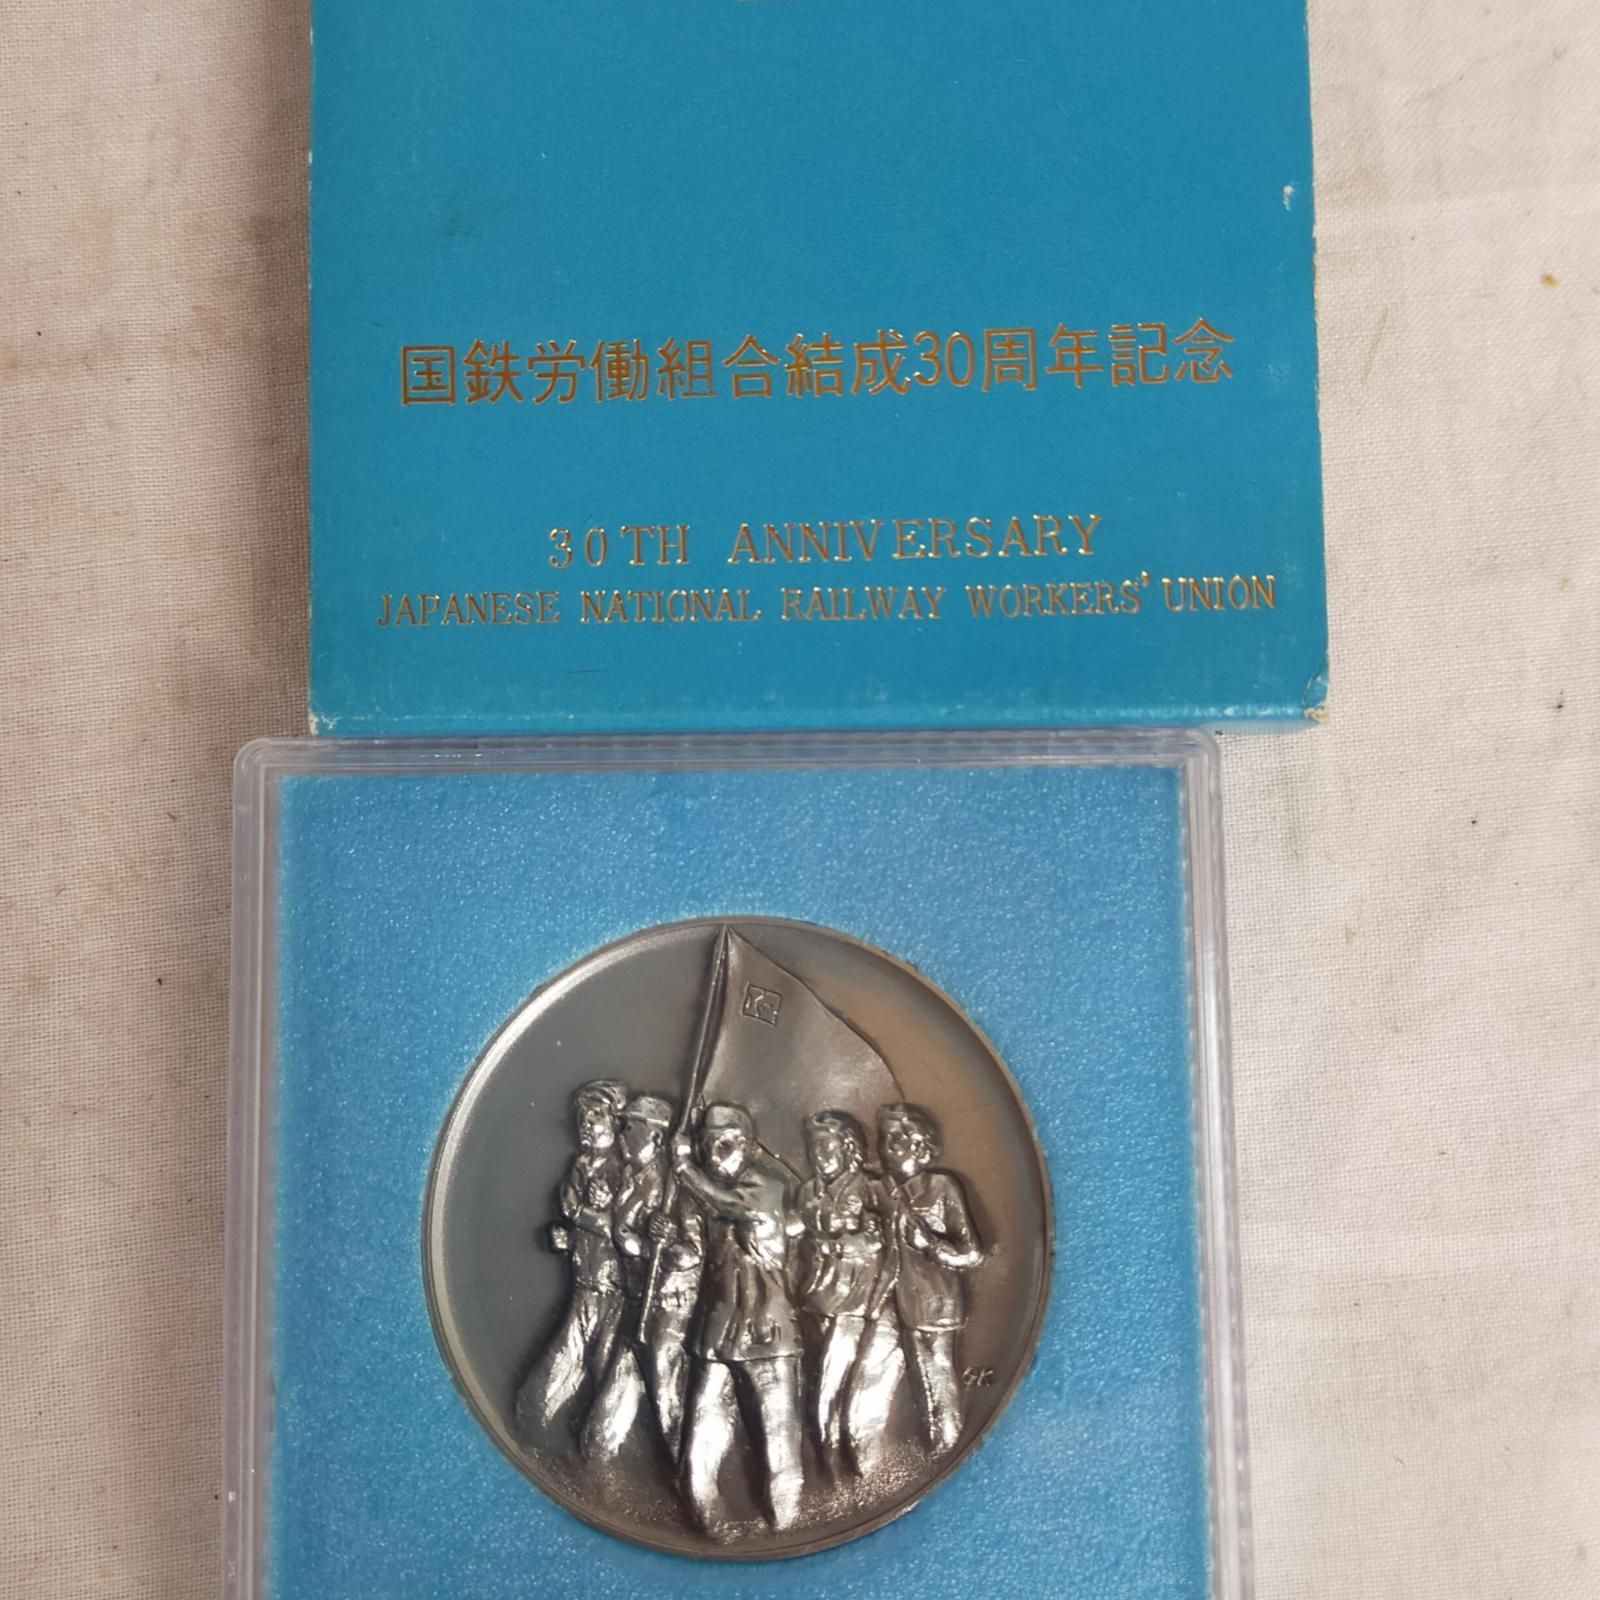 国鉄労働組合結成30周年記念
30TH ANNIVERSARY
JAPANESE NATIONAL RAILWAY WORKERS' UNION
GK